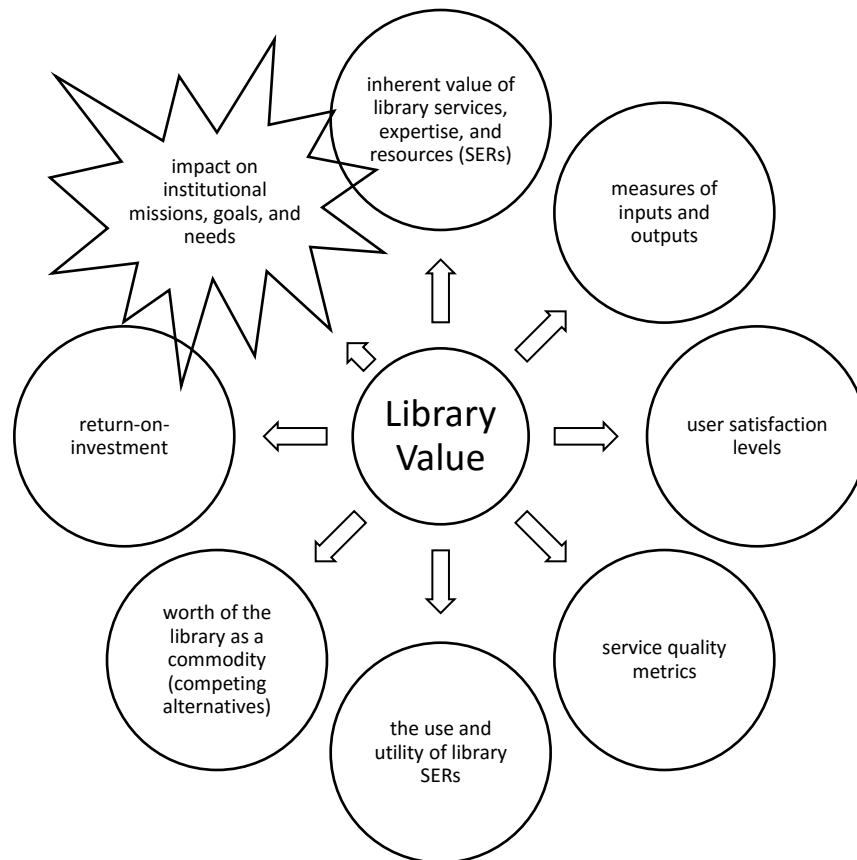 inherent value of
library services,
expertise, and
resources (SERs)
measures of
inputs and
outputs
user satisfaction
levels
service quality
metrics
the use and
utility of library
SERs
worth of the
library as a
commodity
(competing
alternatives)
return-on-
investment
impact on
institutional
missions, goals, and
needs
Library
Value